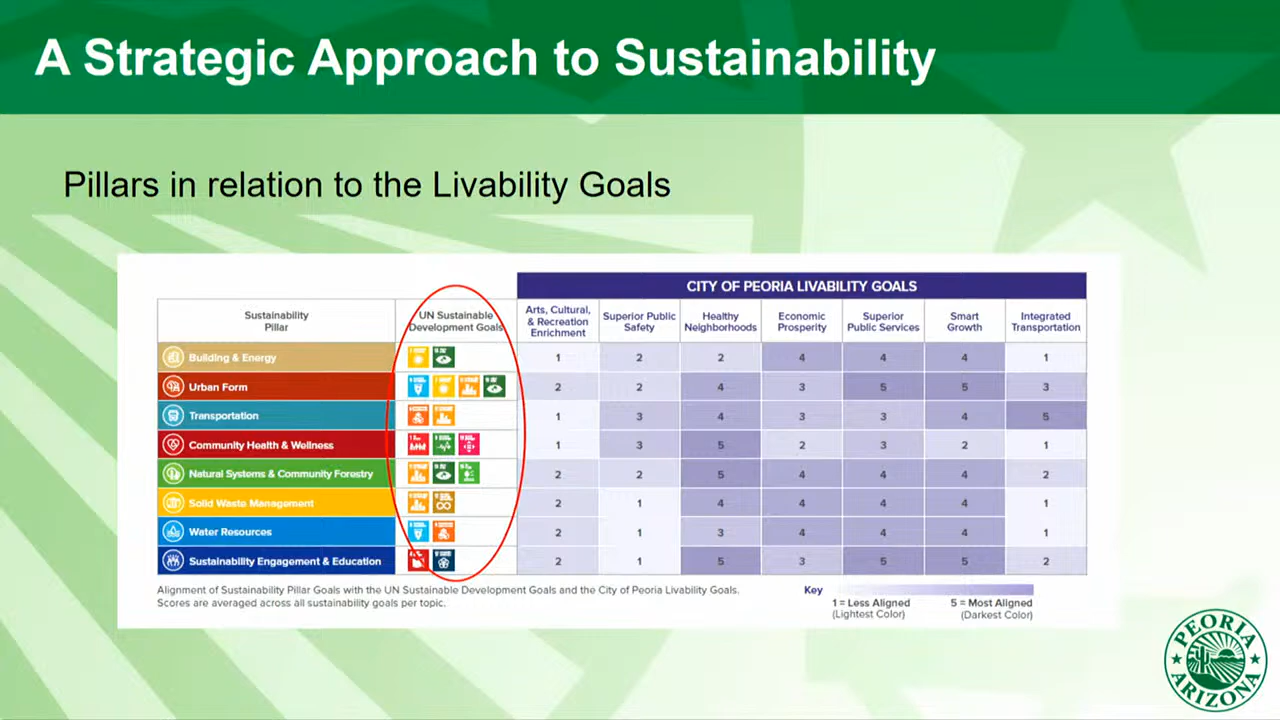 A Strategic Approach to Sustainability
Pillars in relation to the Livability Goals
CITY OF PEORIA LIVABILITY GOALS
Sustainability
Pillar
UN Sustainable
Development Goals
Arts, Cultural,
& Recreation
Enrichment
Superior Public
Safety
Healthy
Neighborhoods
Economic
Prosperity
Superior
Public Services
Smart
Growth
Integrated
Transportation
Building & Energy 1 2 2 4 4 4 1
Urban Form 2 2 4 3 5 5 3
Transportation 1 3 4 3 3 4 5
Community Health & Wellness 1 3 5 2 3 2 1
Natural Systems & Community Forestry 2 2 5 4 4 4 2
Solid Waste Management 2 1 4 4 4 4 1
Water Resources 2 1 3 4 4 4 1
Sustainability Engagement & Education 2 1 5 3 5 5 2
Alignment of Sustainability Pillar Goals with the UN Sustainable Development Goals and the City of Peoria Livability Goals.
Scores are averaged across all sustainability goals per topic.
Key
1 = Less Aligned
(Lightest Color)
5 = Most Aligned
(Darkest Color)
PEORIA
ARIZONA